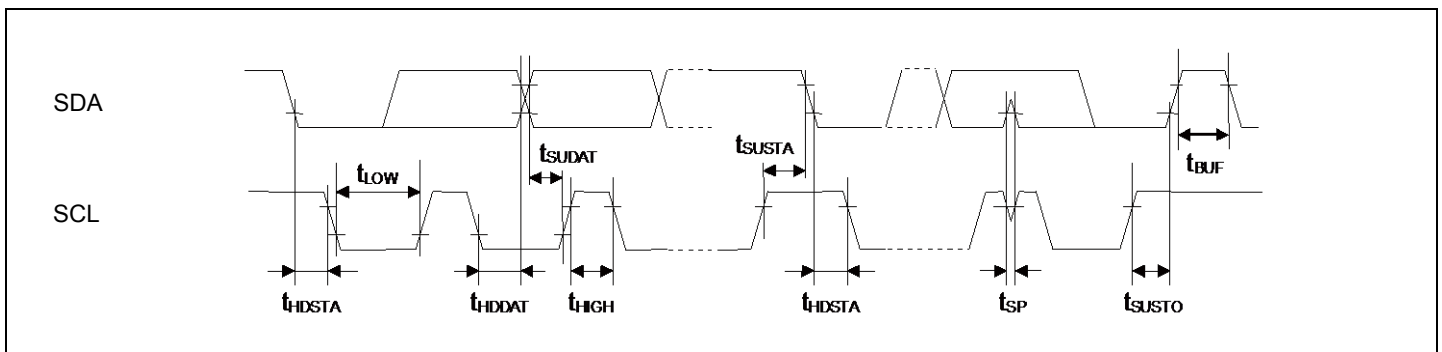 SDA
tSUDAT
tSUSTA
tLOW
tBUF
SCL
tHDSTA
tHDDAT
tHIGH
tHDSTA
tSP
tSUSTO